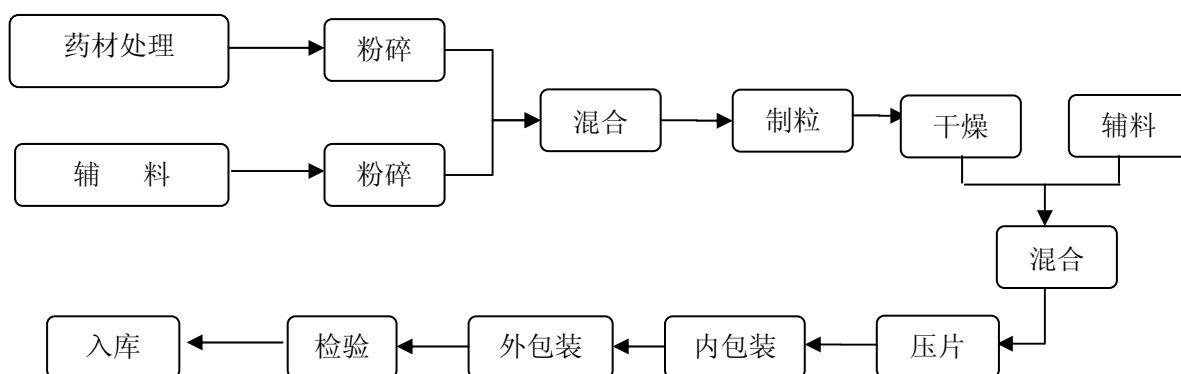 药材处理
粉碎
混合
制粒
干燥
辅料
辅 料
粉碎
混合
入库
检验
外包装
内包装
压片